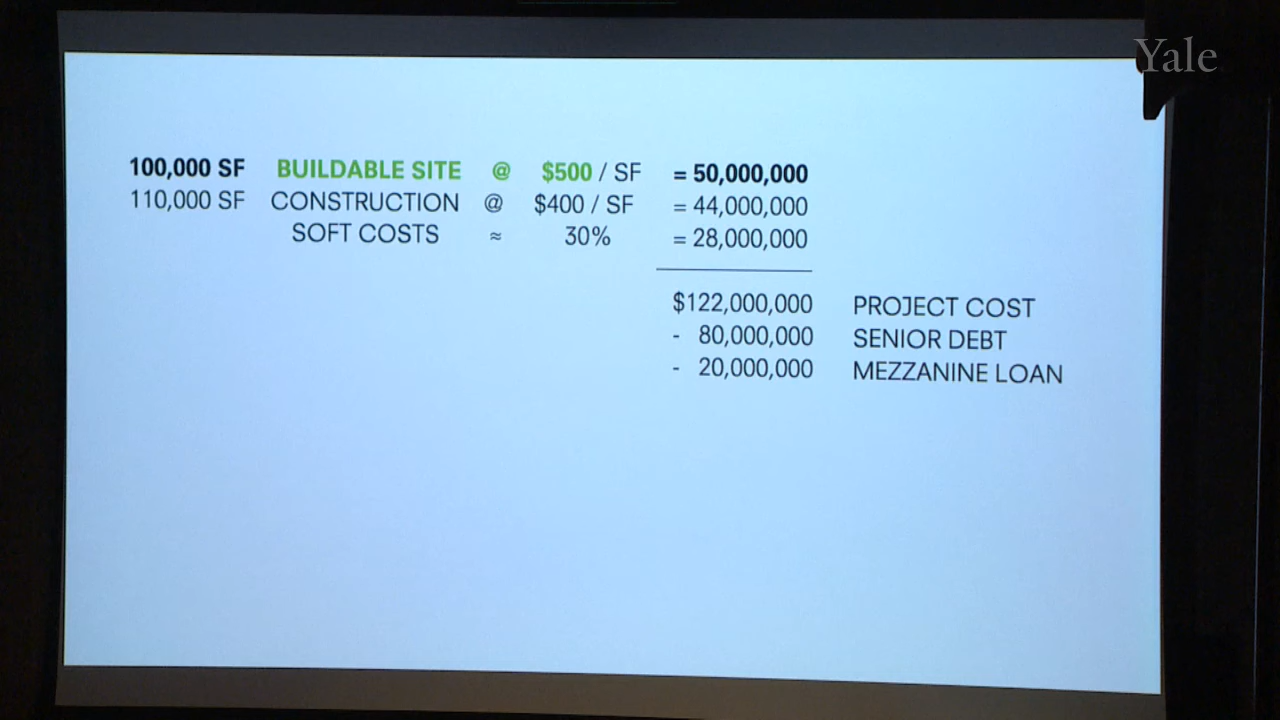 Yale
100,000 SF BUILDABLE SITE @ $500 / SF = 50,000,000
110,000 SF CONSTRUCTION @ $400 / SF = 44,000,000
SOFT COSTS ≈ 30% = 28,000,000
$122,000,000 PROJECT COST
- 80,000,000 SENIOR DEBT
- 20,000,000 MEZZANINE LOAN